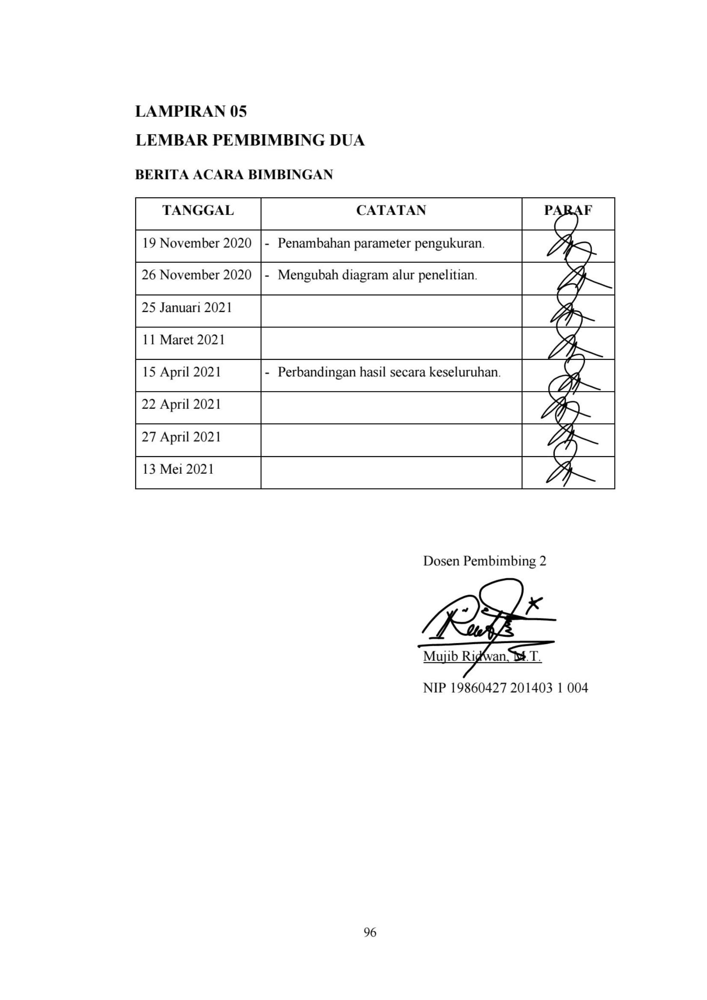 LAMPIRAN 05
LEMBAR PEMBIMBING DUA
BERITA ACARA BIMBINGAN
TANGGAL CATATAN PARAF
19 November 2020 - Penambahan parameter pengukuran.
26 November 2020 - Mengubah diagram alur penelitian.
25 Januari 2021
11 Maret 2021
15 April 2021 - Perbandingan hasil secara keseluruhan.
22 April 2021
27 April 2021
13 Mei 2021
Dosen Pembimbing 2
Mujib Ridwan, M.T.
NIP 19860427 201403 1 004
96